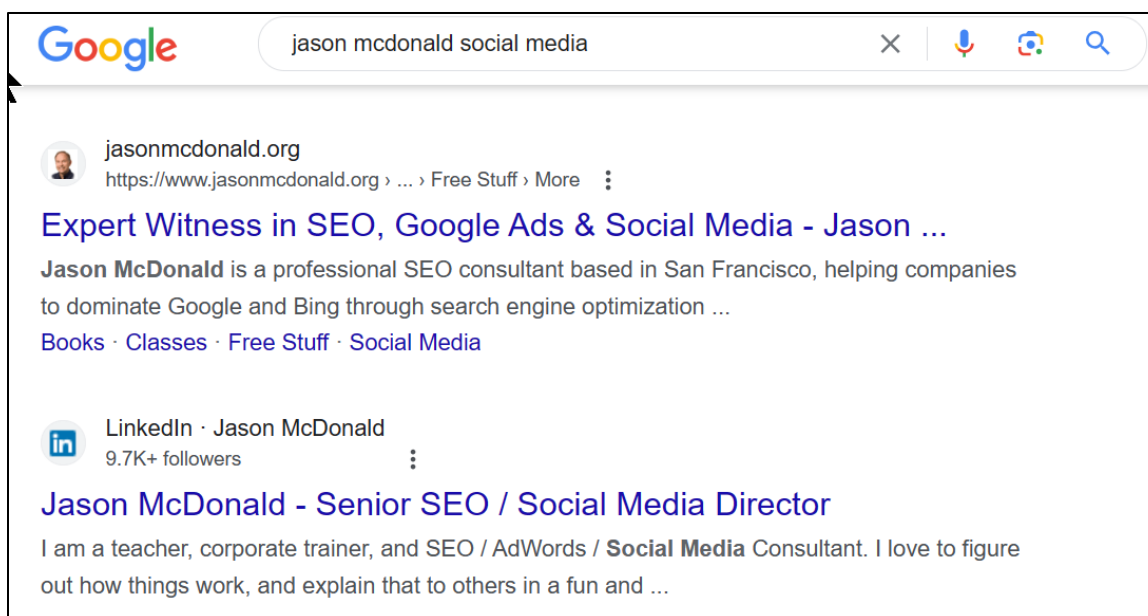 Google
jason mcdonald social media
jasonmcdonald.org
https://www.jasonmcdonald.org › ... › Free Stuff › More
Expert Witness in SEO, Google Ads & Social Media - Jason ...
Jason McDonald is a professional SEO consultant based in San Francisco, helping companies
to dominate Google and Bing through search engine optimization ...
Books · Classes · Free Stuff · Social Media
in
LinkedIn · Jason McDonald
9.7K+ followers
Jason McDonald - Senior SEO / Social Media Director
I am a teacher, corporate trainer, and SEO / AdWords / Social Media Consultant. I love to figure
out how things work, and explain that to others in a fun and ...